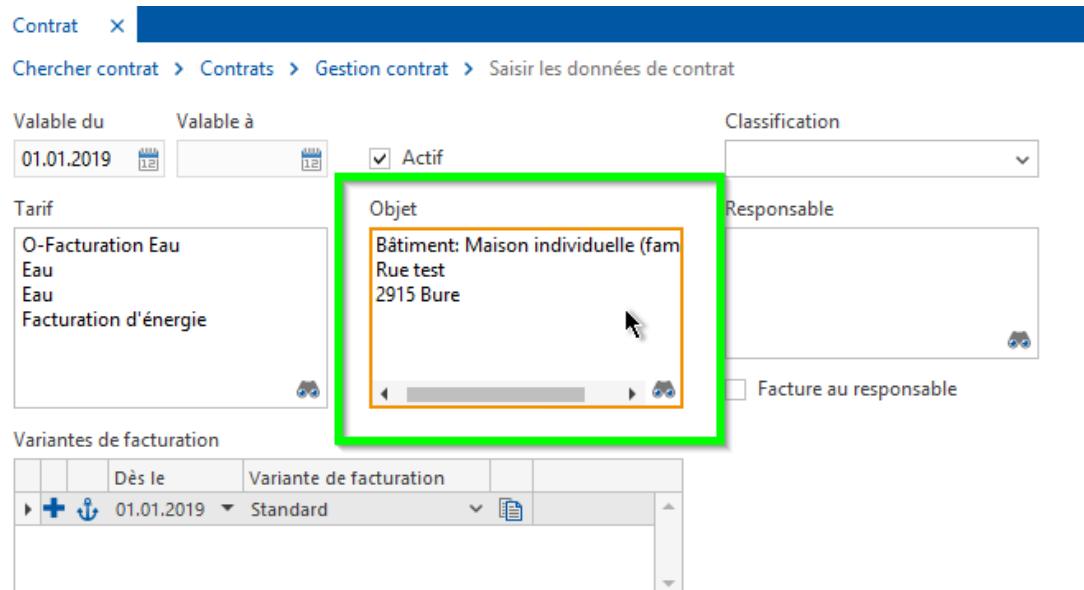 Contrat
Chercher contrat > Contrats > Gestion contrat > Saisir les données de contrat
Valable du Valable à Classification
01.01.2019 Actif
Tarif Objet Responsable
O-Facturation Eau
Eau
Eau
Facturation d'énergie
Bâtiment: Maison individuelle (fam
Rue test
2915 Bure
Facture au responsable
Variantes de facturation
Dès le Variante de facturation
01.01.2019 Standard